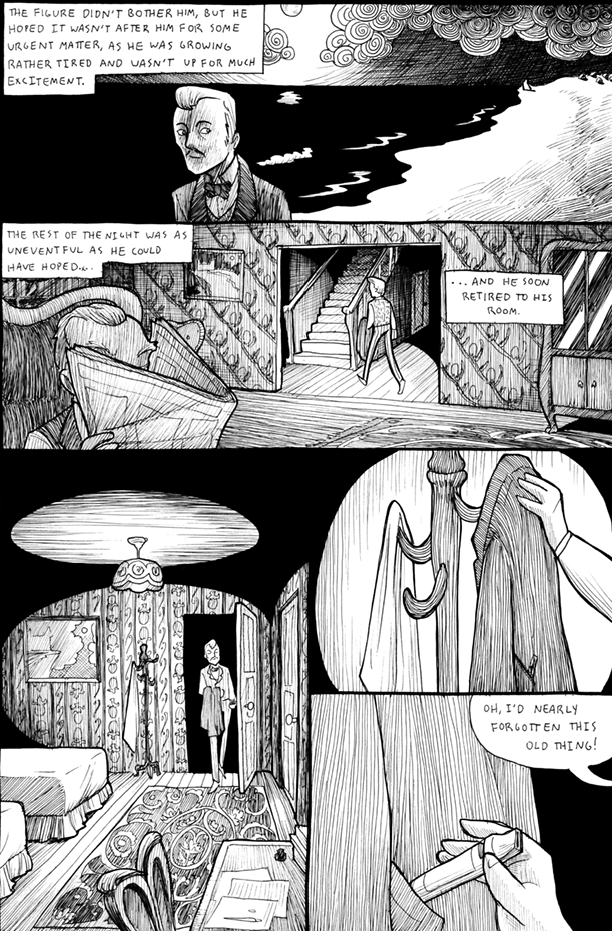 THE FIGURE DIDN'T BOTHER HIM, BUT HE
HOPED IT WASN'T AFTER HIM FOR SOME
URGENT MATTER, AS HE WAS GROWING
RATHER TIRED AND WASN'T UP FOR MUCH
EXCITEMENT.
THE REST OF THE NIGHT WAS AS
UNEVENTFUL AS HE COULD
HAVE HOPED...
...AND HE SOON
RETIRED TO HIS
ROOM.
OH, I'D NEARLY
FORGOTTEN THIS
OLD THING!